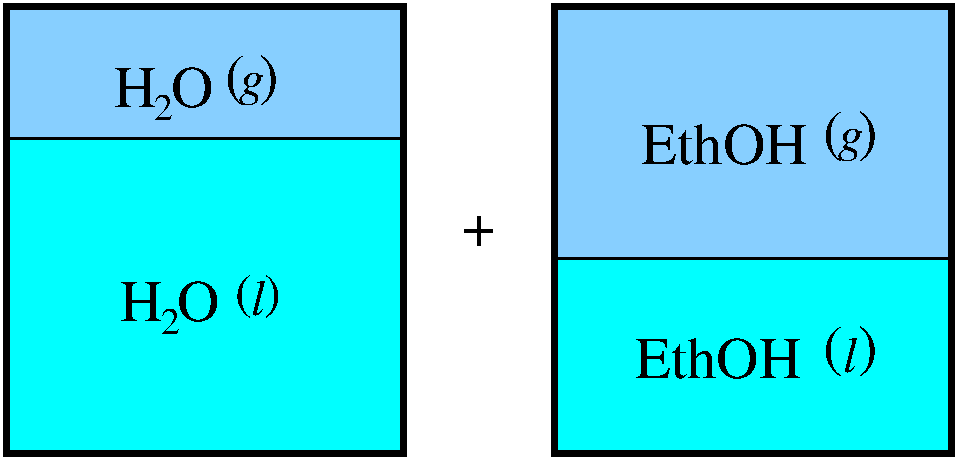 H₂O (g)
H₂O (l)
+
EthOH (g)
EthOH (l)